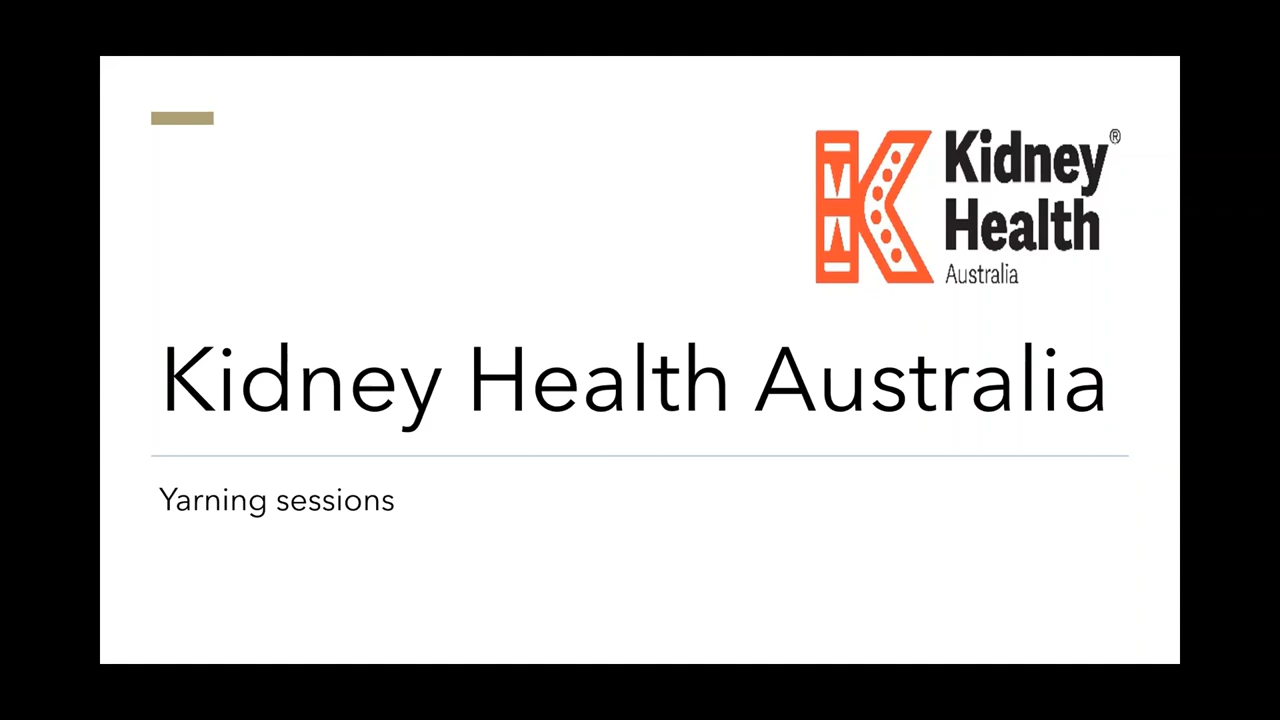 Kidney®
Health
Australia
Kidney Health Australia
Yarning sessions